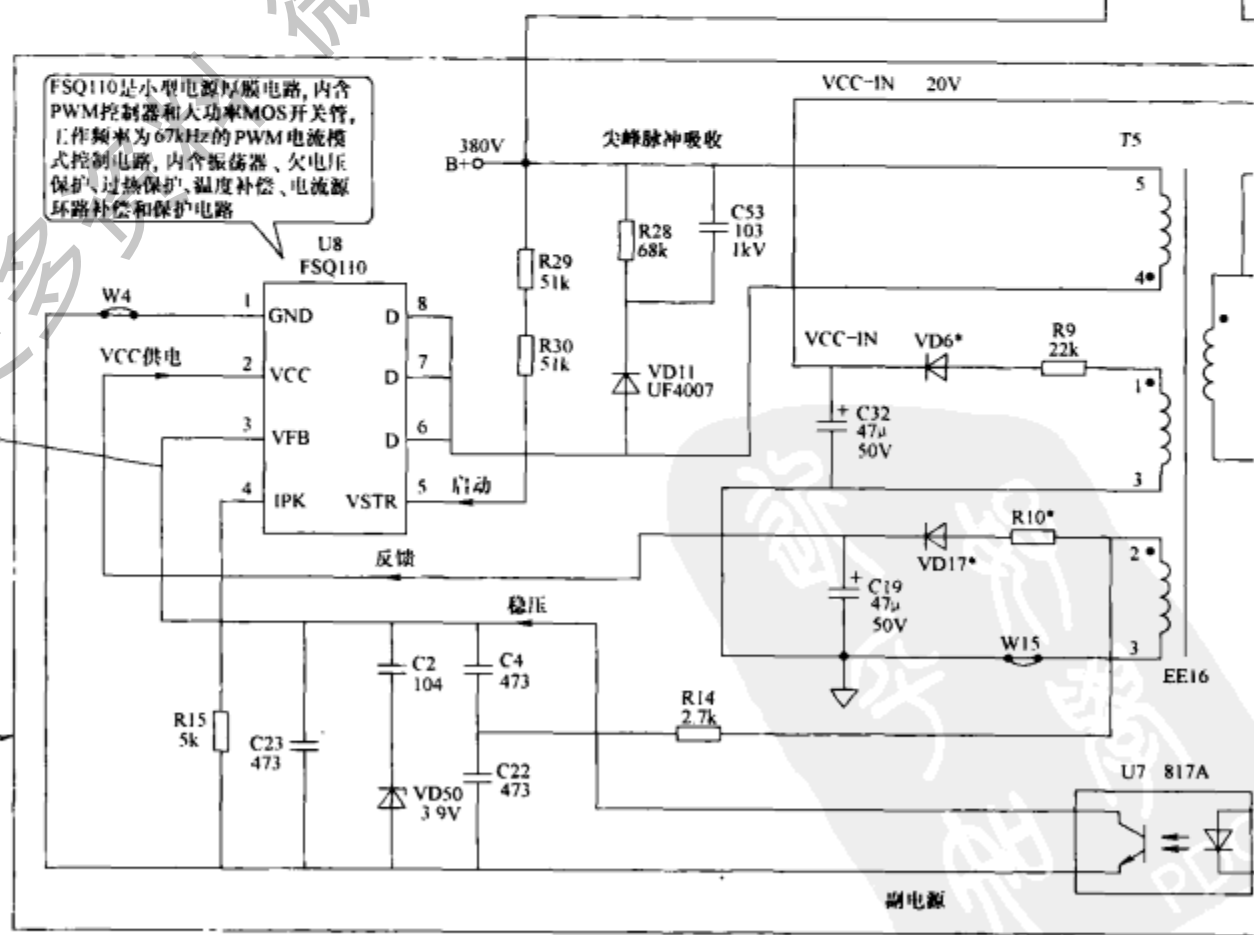 FSQ110是小型电源厚膜电路, 内含
PWM控制器和大功率MOS开关管,
工作频率为67kHz的PWM电流模
式控制电路, 内含振荡器、欠电压
保护、过热保护、温度补偿、电流源
环路补偿和保护电路
VCC-IN 20V
380V
B+
尖峰脉冲吸收
T5
5
4
U8
FSQ110
W4
1
GND
D
8
VCC供电
2
VCC
D
7
3
VFB
D
6
4
IPK
VSTR
5
启动
R29
51k
R30
51k
R28
68k
C53
103
1kV
VD11
UF4007
VCC-IN
VD6*
R9
22k
1
3
C32
47μ
50V
+
反馈
VD17*
R10*
2
3
+
C19
47μ
50V
W15
EE16
稳压
C2
104
C4
473
R14
2.7k
R15
5k
C23
473
VD50
3 9V
C22
473
U7 817A
副电源